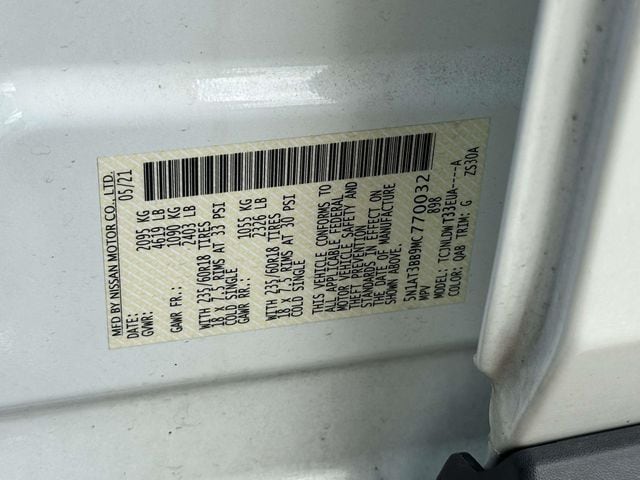 MFD BY NISSAN MOTOR CO., LTD.
DATE: 05/21
GVWR: 2095 KG
4619 LB
GAWR FR.: 1090 KG
2403 LB
WITH 235/60R18 TIRES
18 X 7.5 RIMS AT 33 PSI
COLD SINGLE
GAWR RR.: 1055 KG
2326 LB
WITH 235/60R18 TIRES
18 X 7.5 RIMS AT 30 PSI
COLD SINGLE
THIS VEHICLE CONFORMS TO
ALL APPLICABLE FEDERAL
MOTOR VEHICLE SAFETY AND
THEFT PREVENTION
STANDARDS IN EFFECT ON
THE DATE OF MANUFACTURE
SHOWN ABOVE.
5N1AT3BB9MC770032
MPV 898
MODEL: TCJNLDW T33EUA----A
COLOR: QAB TRIM: G ZS30A